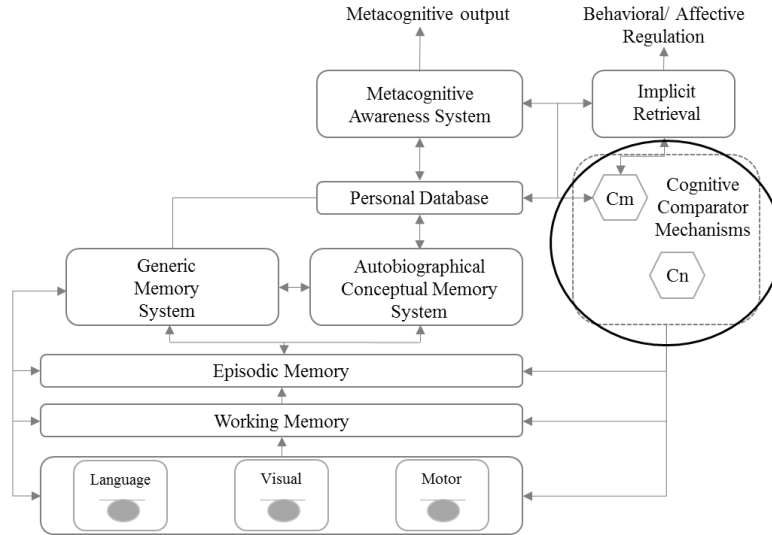 Metacognitive output
Behavioral/ Affective
Regulation
Metacognitive
Awareness System
Implicit
Retrieval
Personal Database
Cm
Cognitive
Comparator
Mechanisms
Cn
Generic
Memory
System
Autobiographical
Conceptual Memory
System
Episodic Memory
Working Memory
Language
Visual
Motor